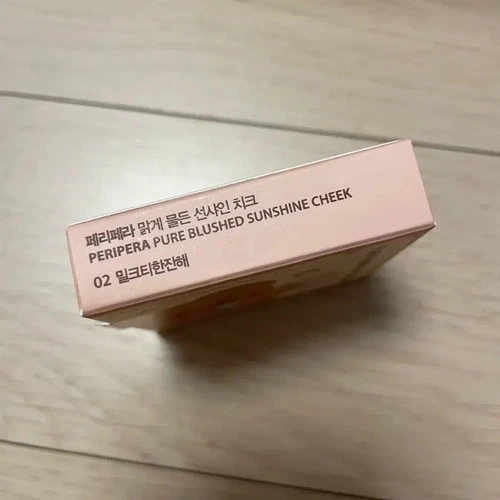 페리페라 맑게 물든 선샤인 치크
PERIPERA PURE BLUSHED SUNSHINE CHEEK
02 밀크티한잔해